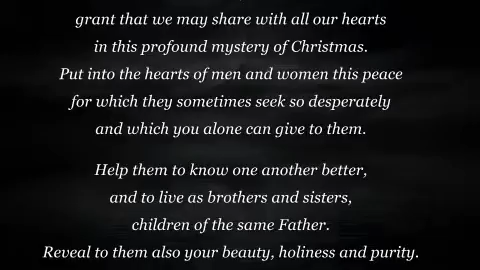 grant that we may share with all our hearts
in this profound mystery of Christmas.
Put into the hearts of men and women this peace
for which they sometimes seek so desperately
and which you alone can give to them.
Help them to know one another better,
and to live as brothers and sisters,
children of the same Father.
Reveal to them also your beauty, holiness and purity.